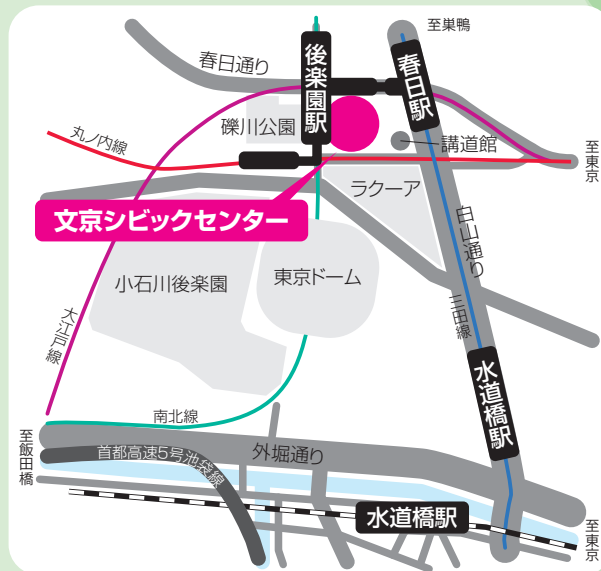 至巣鴨
春日通り
後楽園駅
春日駅
礫川公園
講道館
丸ノ内線
至東京
ラクーア
文京シビックセンター
白山通り
小石川後楽園
東京ドーム
三田線
大江戸線
水道橋駅
南北線
至飯田橋
首都高速5号池袋線
外堀通り
水道橋駅
至東京